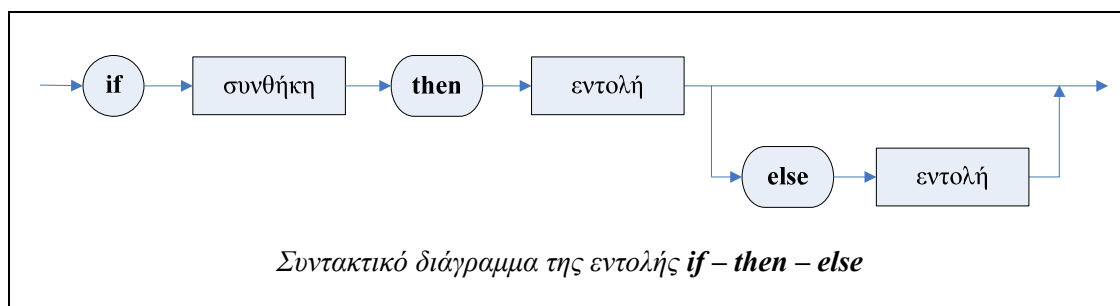 if συνθήκη then εντολή
else εντολή
Συντακτικό διάγραμμα της εντολής if – then – else